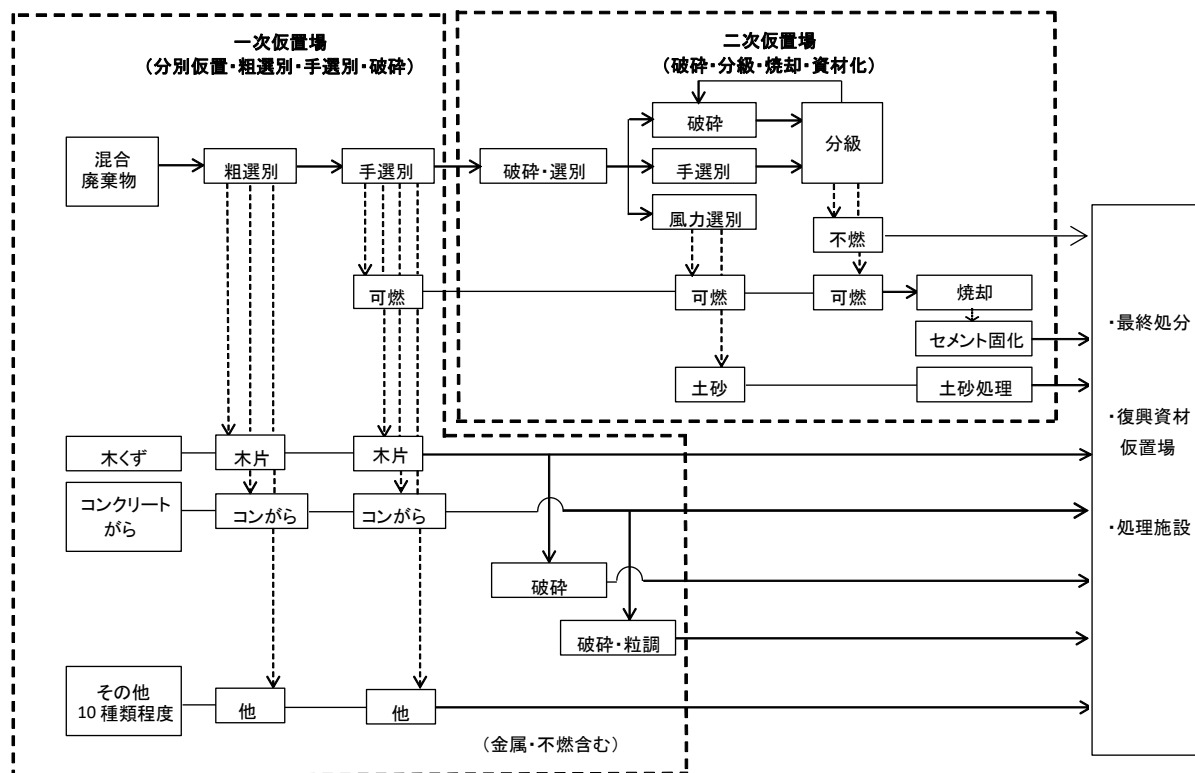 一次仮置場
（分別仮置・粗選別・手選別・破砕）
二次仮置場
（破砕・分級・焼却・資材化）
混合
廃棄物
粗選別
手選別
破砕・選別
破砕
手選別
風力選別
分級
不燃
可燃
可燃
可燃
焼却
セメント固化
土砂
土砂処理
木くず
木片
木片
コンクリート
がら
コンがら
コンがら
破砕
破砕・粒調
その他
10 種類程度
他
他
（金属・不燃含む）
・最終処分
・復興資材
仮置場
・処理施設